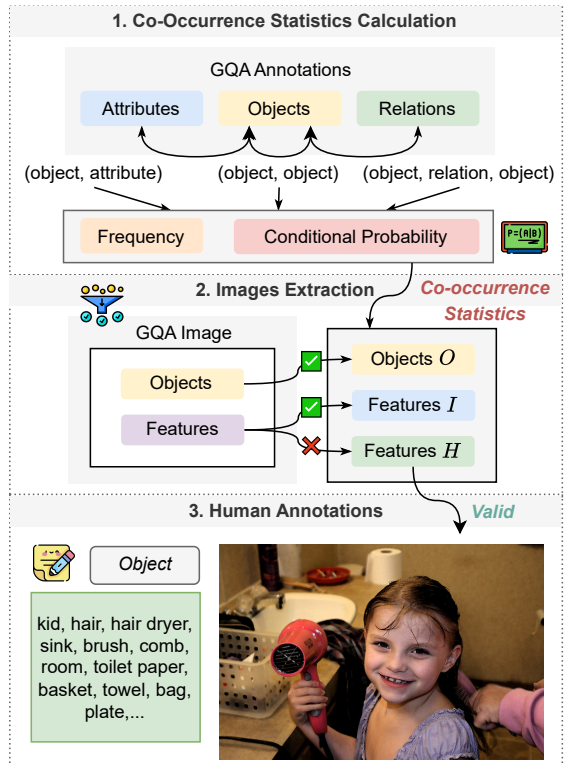 1. Co-Occurrence Statistics Calculation
GQA Annotations
Attributes
Objects
Relations
(object, attribute)
(object, object)
(object, relation, object)
Frequency
Conditional Probability
P=(A|B)
2. Images Extraction
Co-occurrence
Statistics
GQA Image
Objects
Features
Objects O
Features I
Features H
3. Human Annotations
Valid
Object
kid, hair, hair dryer,
sink, brush, comb,
room, toilet paper,
basket, towel, bag,
plate,...